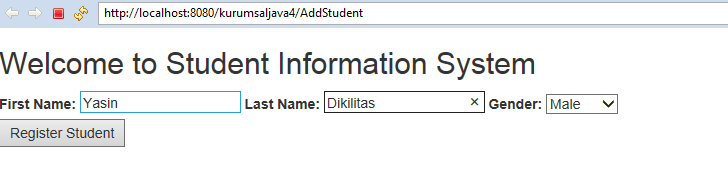 http://localhost:8080/kurumsaljava4/AddStudent
Welcome to Student Information System
First Name: Yasin Last Name: Dikilitas Gender: Male
Register Student